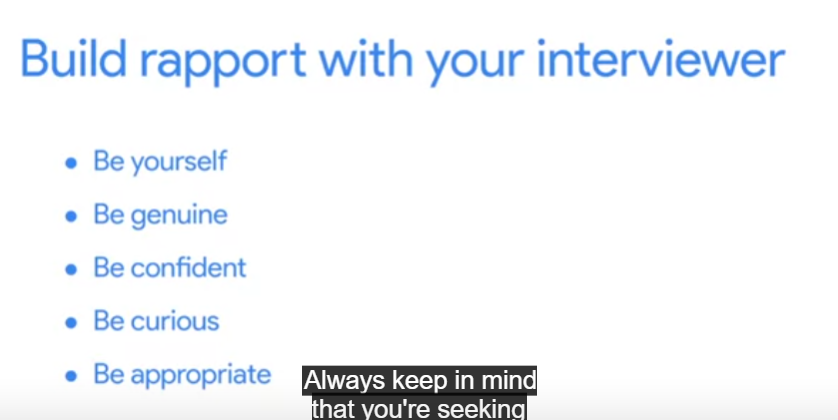 Build rapport with your interviewer
• Be yourself
• Be genuine
• Be confident
• Be curious
• Be appropriate
Always keep in mind
that you're seeking